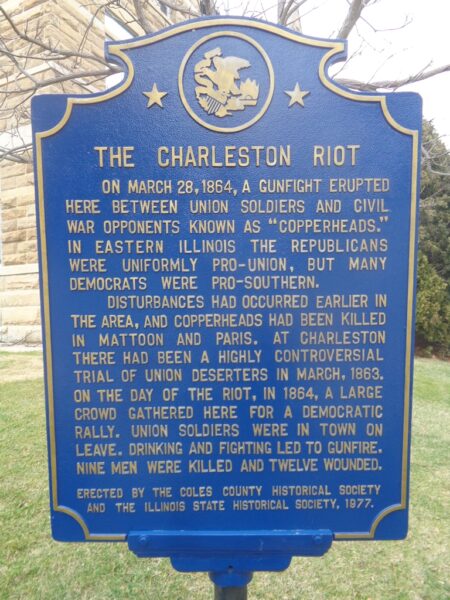 THE CHARLESTON RIOT
ON MARCH 28, 1864, A GUNFIGHT ERUPTED
HERE BETWEEN UNION SOLDIERS AND CIVIL
WAR OPPONENTS KNOWN AS "COPPERHEADS."
IN EASTERN ILLINOIS THE REPUBLICANS
WERE UNIFORMLY PRO-UNION, BUT MANY
DEMOCRATS WERE PRO-SOUTHERN.
DISTURBANCES HAD OCCURRED EARLIER IN
THE AREA, AND COPPERHEADS HAD BEEN KILLED
IN MATTOON AND PARIS. AT CHARLESTON
THERE HAD BEEN A HIGHLY CONTROVERSIAL
TRIAL OF UNION DESERTERS IN MARCH, 1863.
ON THE DAY OF THE RIOT, IN 1864, A LARGE
CROWD GATHERED HERE FOR A DEMOCRATIC
RALLY. UNION SOLDIERS WERE IN TOWN ON
LEAVE. DRINKING AND FIGHTING LED TO GUNFIRE.
NINE MEN WERE KILLED AND TWELVE WOUNDED.
ERECTED BY THE COLES COUNTY HISTORICAL SOCIETY
AND THE ILLINOIS STATE HISTORICAL SOCIETY, 1977.